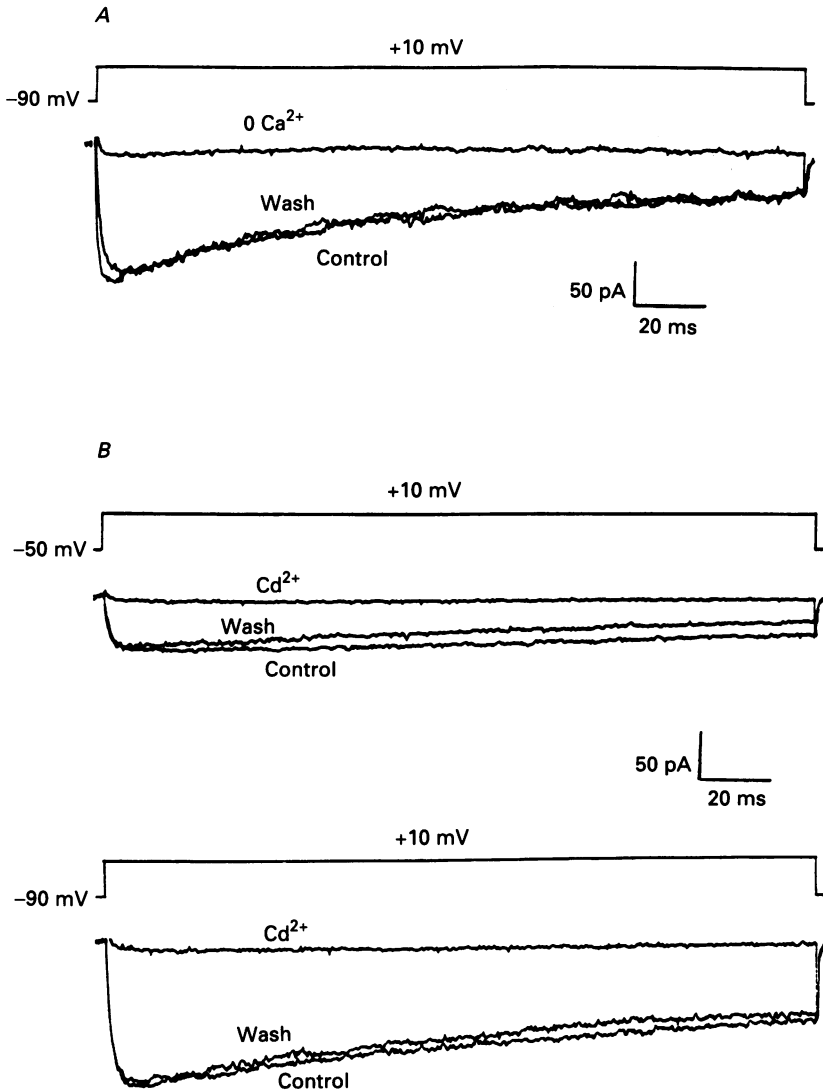 A
+10 mV
−90 mV
0 Ca²⁺
Wash
Control
50 pA
20 ms
B
+10 mV
−50 mV
Cd²⁺
Wash
Control
50 pA
20 ms
+10 mV
−90 mV
Cd²⁺
Wash
Control